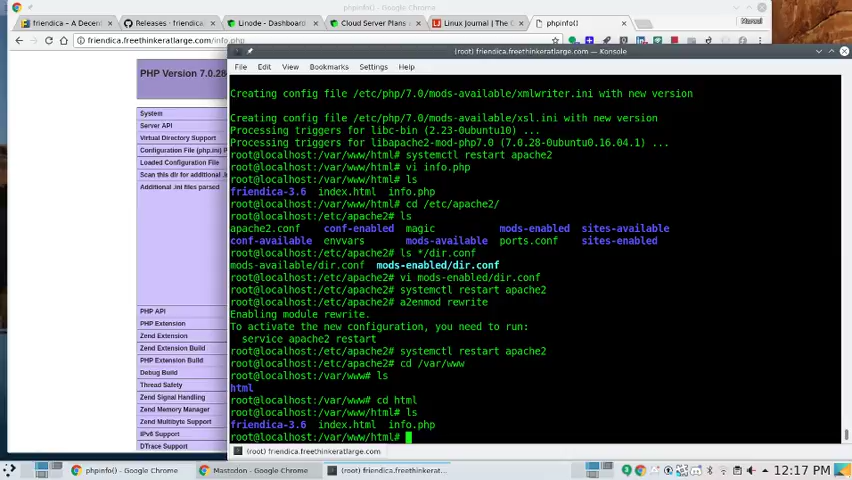 phpinfo() - Google Chrome
friendica – A Decent
Releases · friendica
Linode - Dashboard
Cloud Server Plans
Linux Journal | The O
phpinfo()
Manuel
friendica.freethinkeratlarge.com/info.php
(root) friendica.freethinkeratlarge.com — Konsole
File Edit View Bookmarks Settings Help
PHP Version 7.0.28
System
Server API
Virtual Directory Support
Configuration File (php.ini) P
Loaded Configuration File
Scan this dir for additional .in
Additional .ini files parsed
PHP API
PHP Extension
Zend Extension
Zend Extension Build
PHP Extension Build
Debug Build
Thread Safety
Zend Signal Handling
Zend Memory Manager
Zend Multibyte Support
IPv6 Support
DTrace Support
Creating config file /etc/php/7.0/mods-available/xmlwriter.ini with new version
Creating config file /etc/php/7.0/mods-available/xsl.ini with new version
Processing triggers for libc-bin (2.23-0ubuntu10) ...
Processing triggers for libapache2-mod-php7.0 (7.0.28-0ubuntu0.16.04.1) ...
root@localhost:/var/www/html# systemctl restart apache2
root@localhost:/var/www/html# vi info.php
root@localhost:/var/www/html# ls
friendica-3.6 index.html info.php
root@localhost:/var/www/html# cd /etc/apache2/
root@localhost:/etc/apache2# ls
apache2.conf conf-enabled magic mods-enabled sites-available
conf-available envvars mods-available ports.conf sites-enabled
root@localhost:/etc/apache2# ls */dir.conf
mods-available/dir.conf mods-enabled/dir.conf
root@localhost:/etc/apache2# vi mods-enabled/dir.conf
root@localhost:/etc/apache2# systemctl restart apache2
root@localhost:/etc/apache2# a2enmod rewrite
Enabling module rewrite.
To activate the new configuration, you need to run:
service apache2 restart
root@localhost:/etc/apache2# systemctl restart apache2
root@localhost:/etc/apache2# cd /var/www
root@localhost:/var/www# ls
html
root@localhost:/var/www# cd html
root@localhost:/var/www/html# ls
friendica-3.6 index.html info.php
root@localhost:/var/www/html#
(root) friendica.freethinkeratlarge.com
phpinfo() - Google Chrome
Mastodon - Google Chrome
(root) friendica.freethinkerat...
12:17 PM